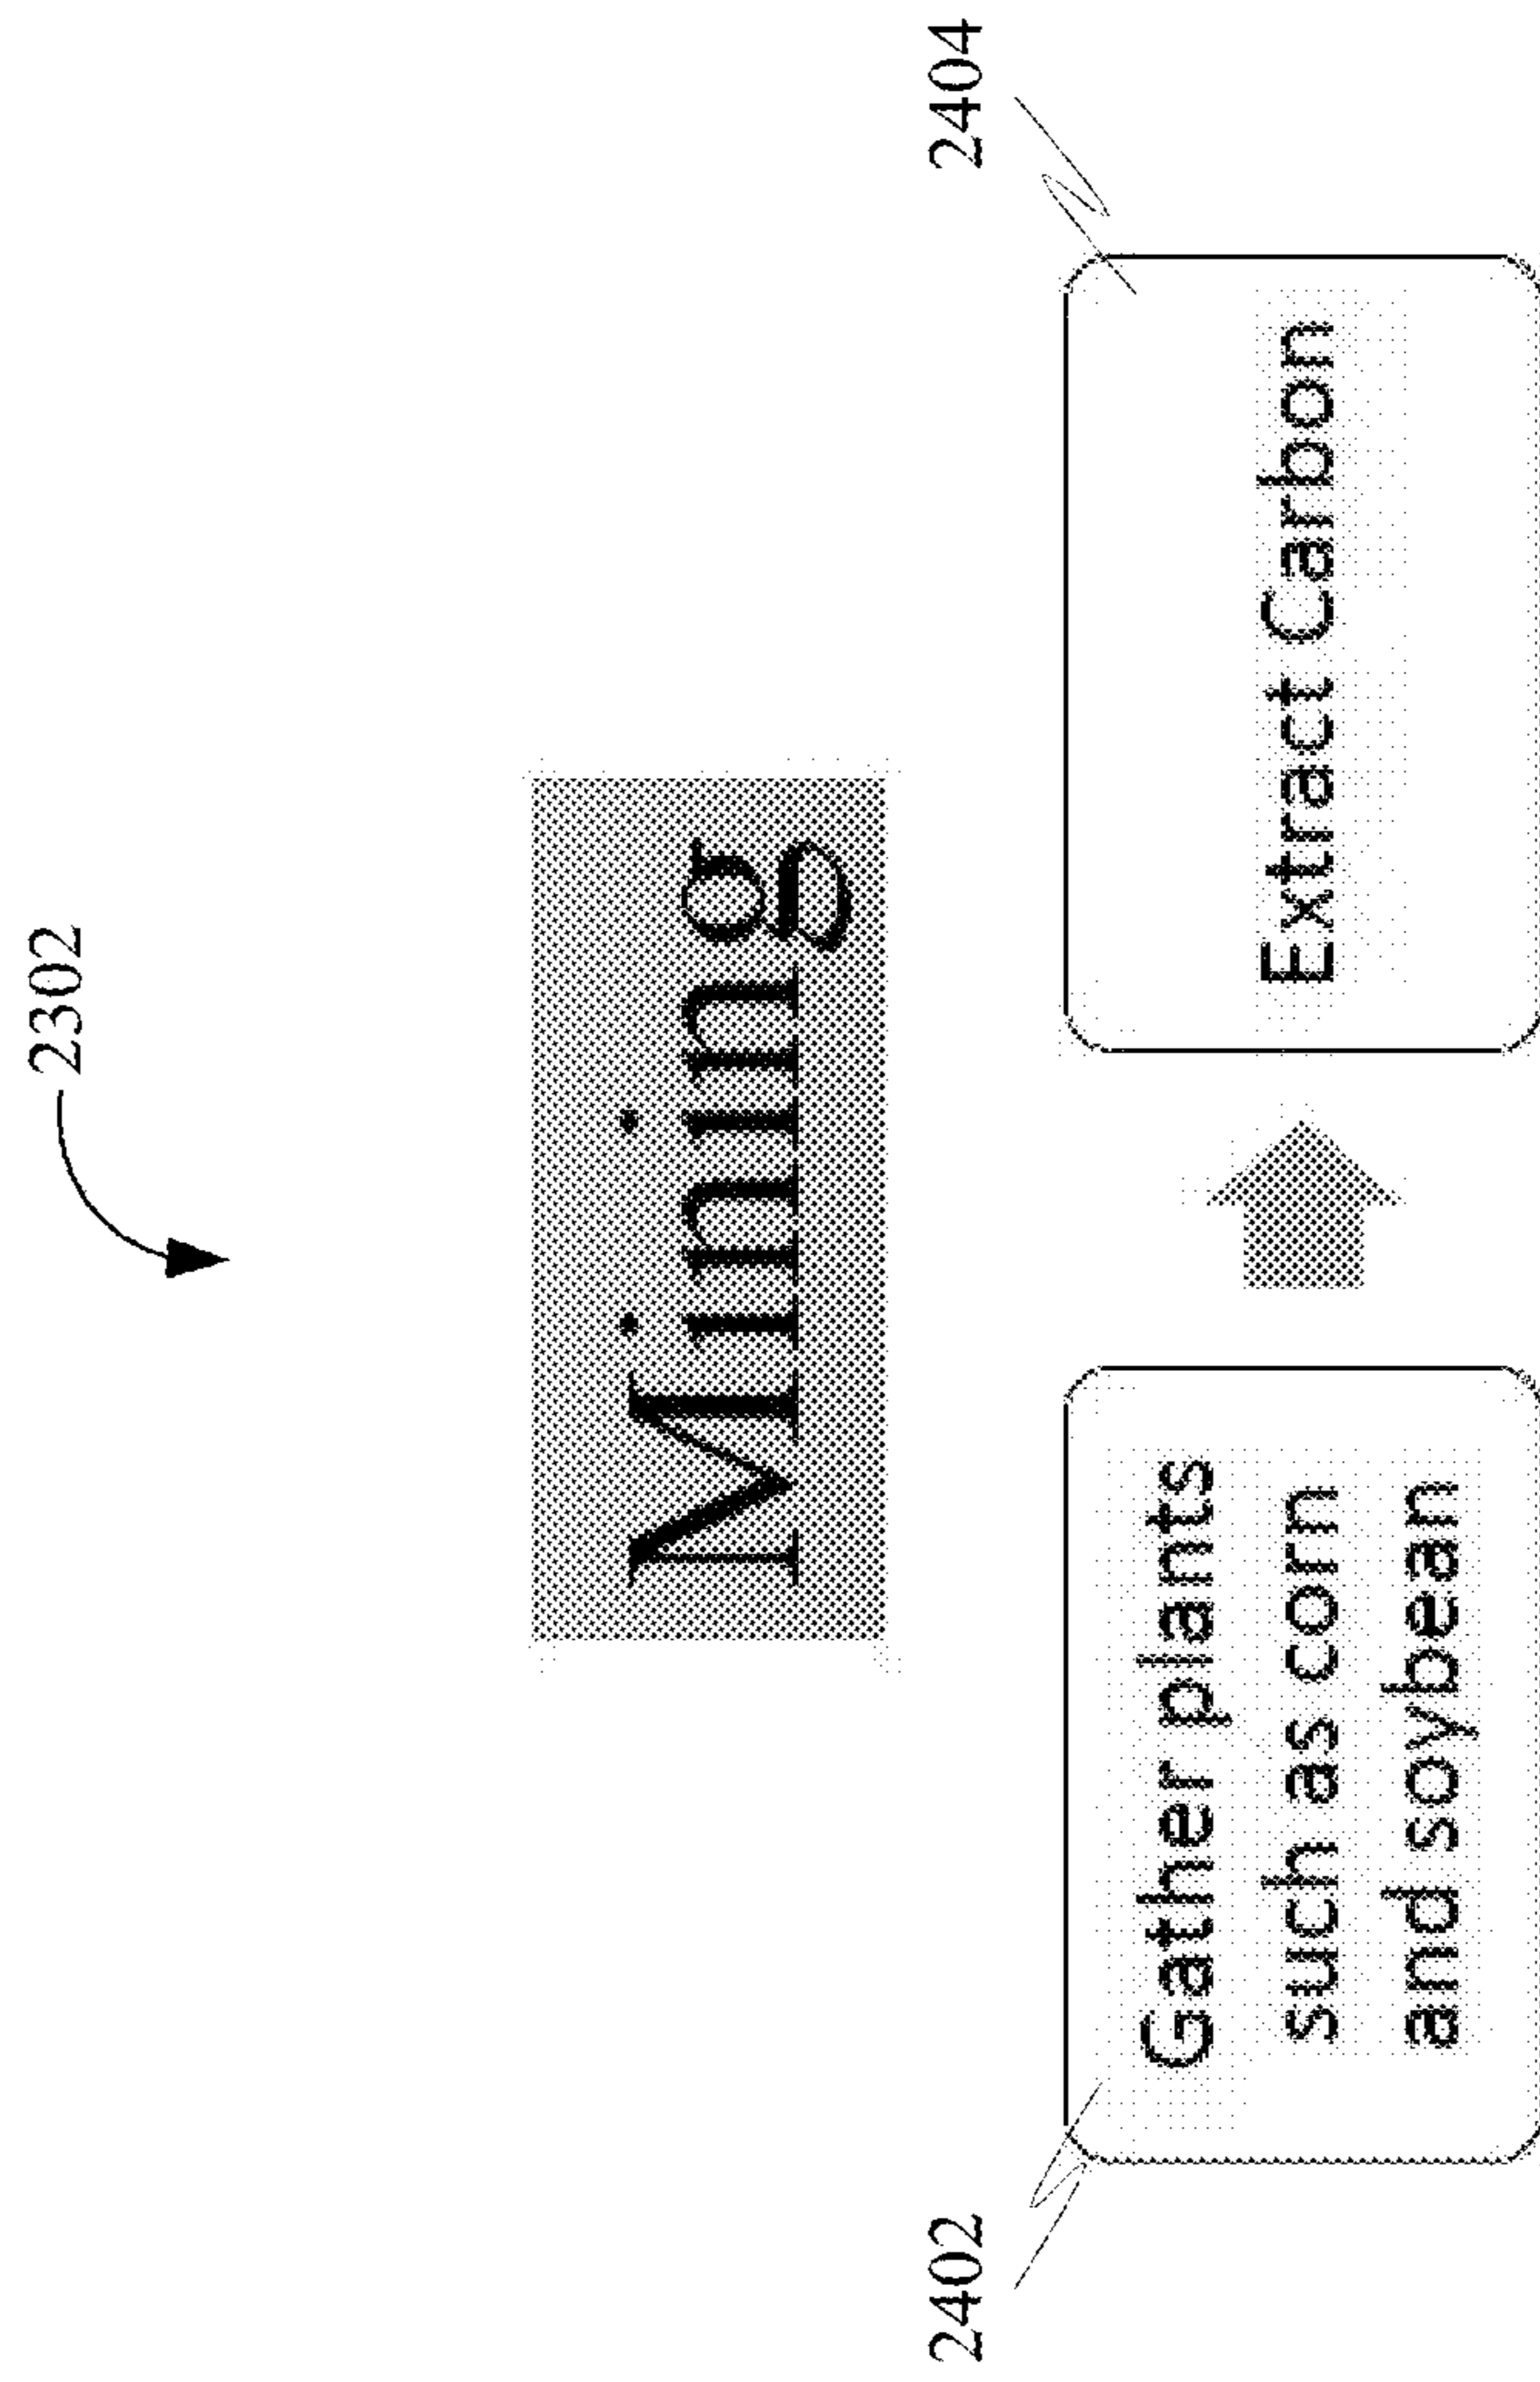 2302
Mining
2402
2404
Gather plants
such as corn
and soybean
Extract Carbon